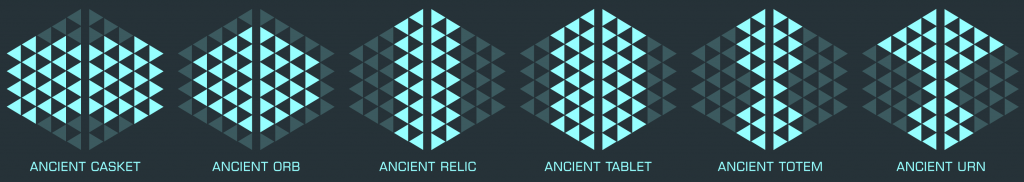 ANCIENT CASKET
ANCIENT ORB
ANCIENT RELIC
ANCIENT TABLET
ANCIENT TOTEM
ANCIENT URN